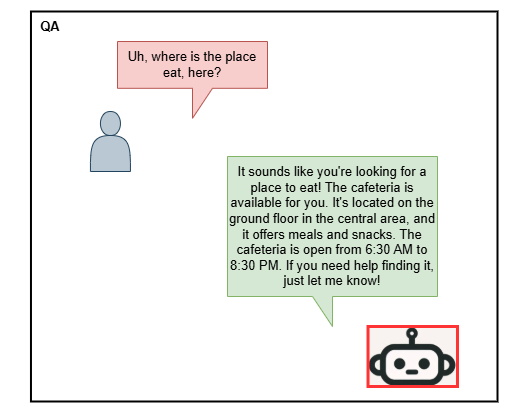 QA
Uh, where is the place
eat, here?
It sounds like you're looking for a
place to eat! The cafeteria is
available for you. It's located on the
ground floor in the central area, and
it offers meals and snacks. The
cafeteria is open from 6:30 AM to
8:30 PM. If you need help finding it,
just let me know!